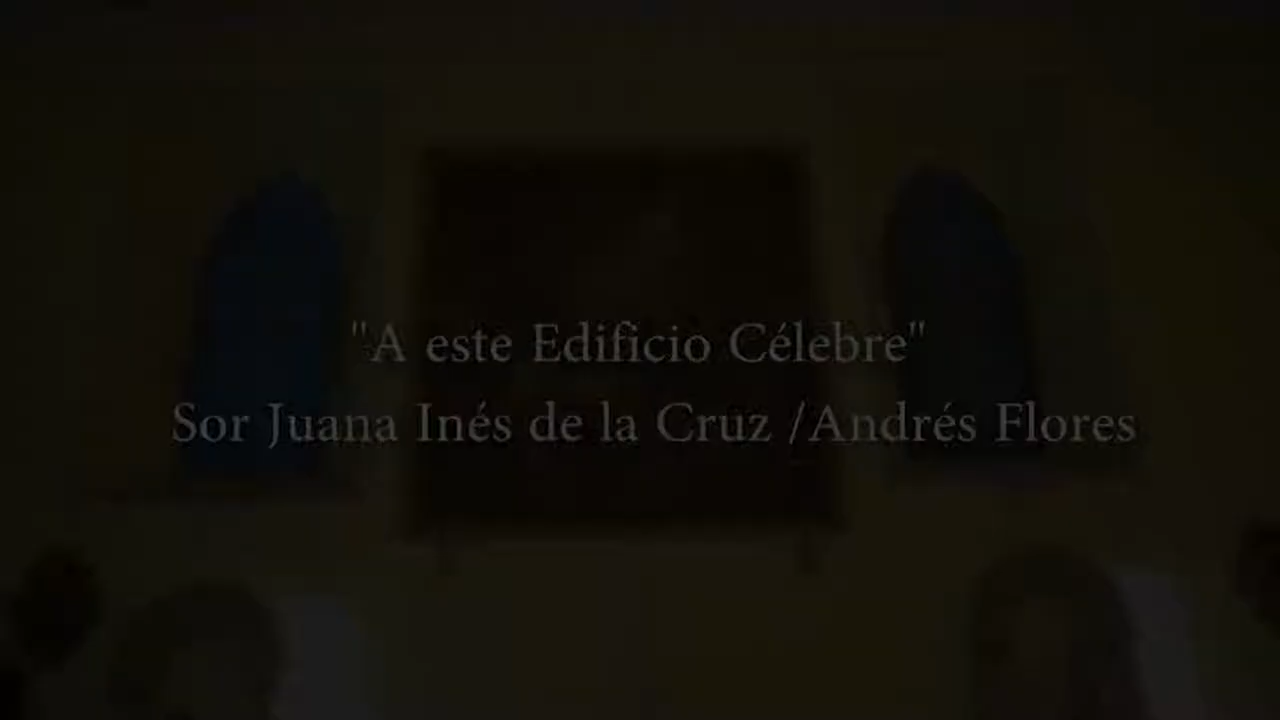 "A este Edificio Célebre"
Sor Juana Inés de la Cruz /Andrés Flores